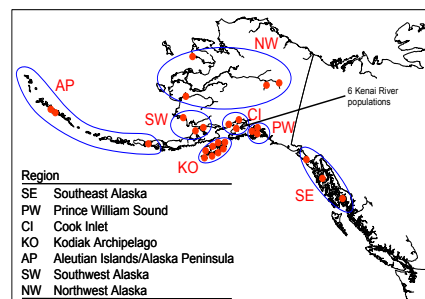 NW
AP
6 Kenai River
populations
SW
CI
PW
KO
SE
Region
SE Southeast Alaska
PW Prince William Sound
CI Cook Inlet
KO Kodiak Archipelago
AP Aleutian Islands/Alaska Peninsula
SW Southwest Alaska
NW Northwest Alaska